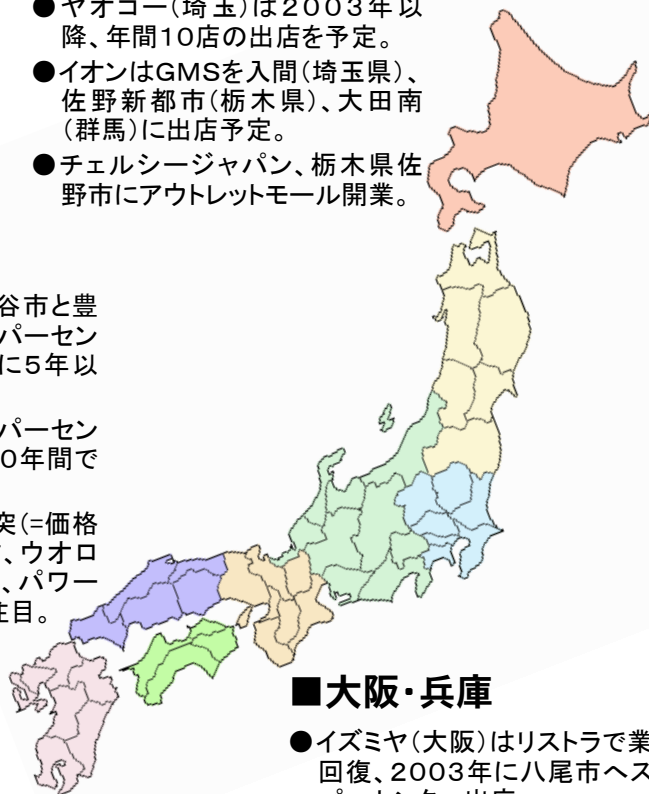 ●ヤオコー(埼玉)は2003年以
降、年間10店の出店を予定。
●イオンはGMSを入間(埼玉県)、
佐野新都市(栃木県)、大田南
(群馬)に出店予定。
●チェルシージャパン、栃木県佐
野市にアウトレットモール開業。
谷市と豊
パーセン
に5年以
パーセン
0年間で
突(=価格
、ウオロ
、パワー
注目。
■大阪・兵庫
●イズミヤ(大阪)はリストラで業
回復、2003年に八尾市へス